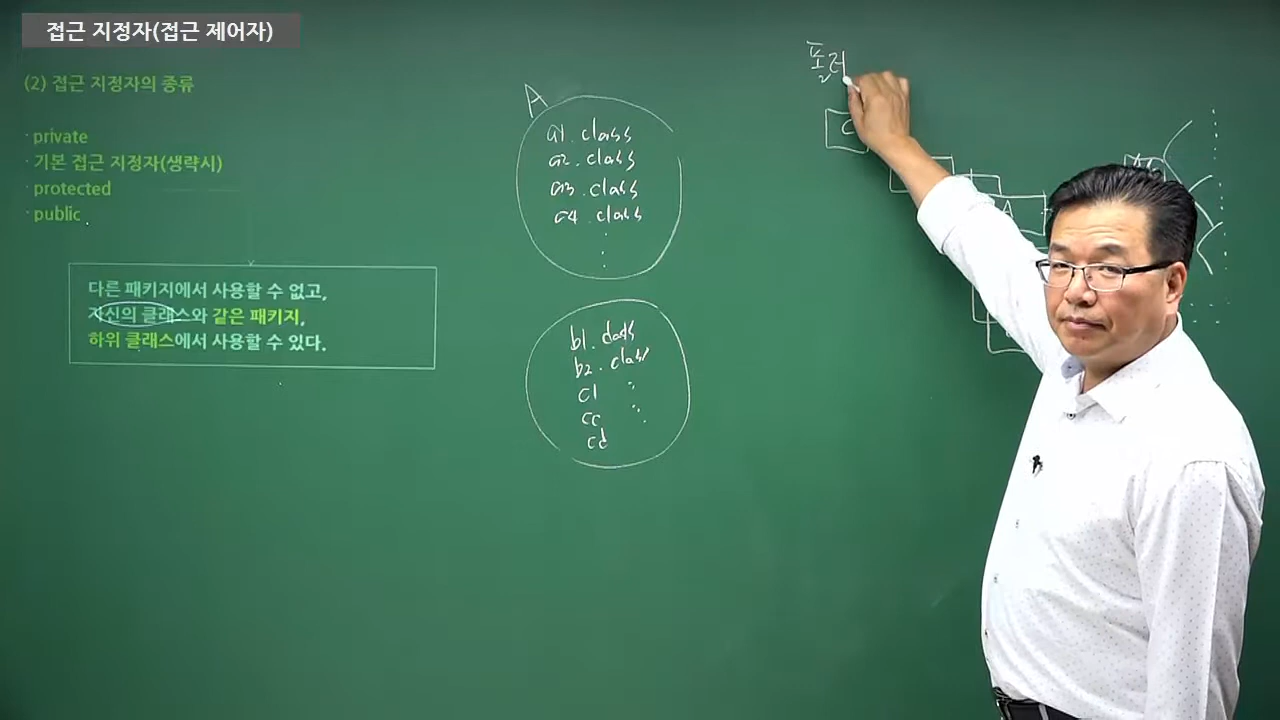 접근 지정자(접근 제어자)
(2) 접근 지정자의 종류
· private
· 기본 접근 지정자(생략시)
· protected
· public
다른 패키지에서 사용할 수 없고,
자신의 클래스와 같은 패키지,
하위 클래스에서 사용할 수 있다.
A
a1. class
a2. class
a3. class
a4. class
b1. class
b2. class
c1
cc
cd
폴더
C
A